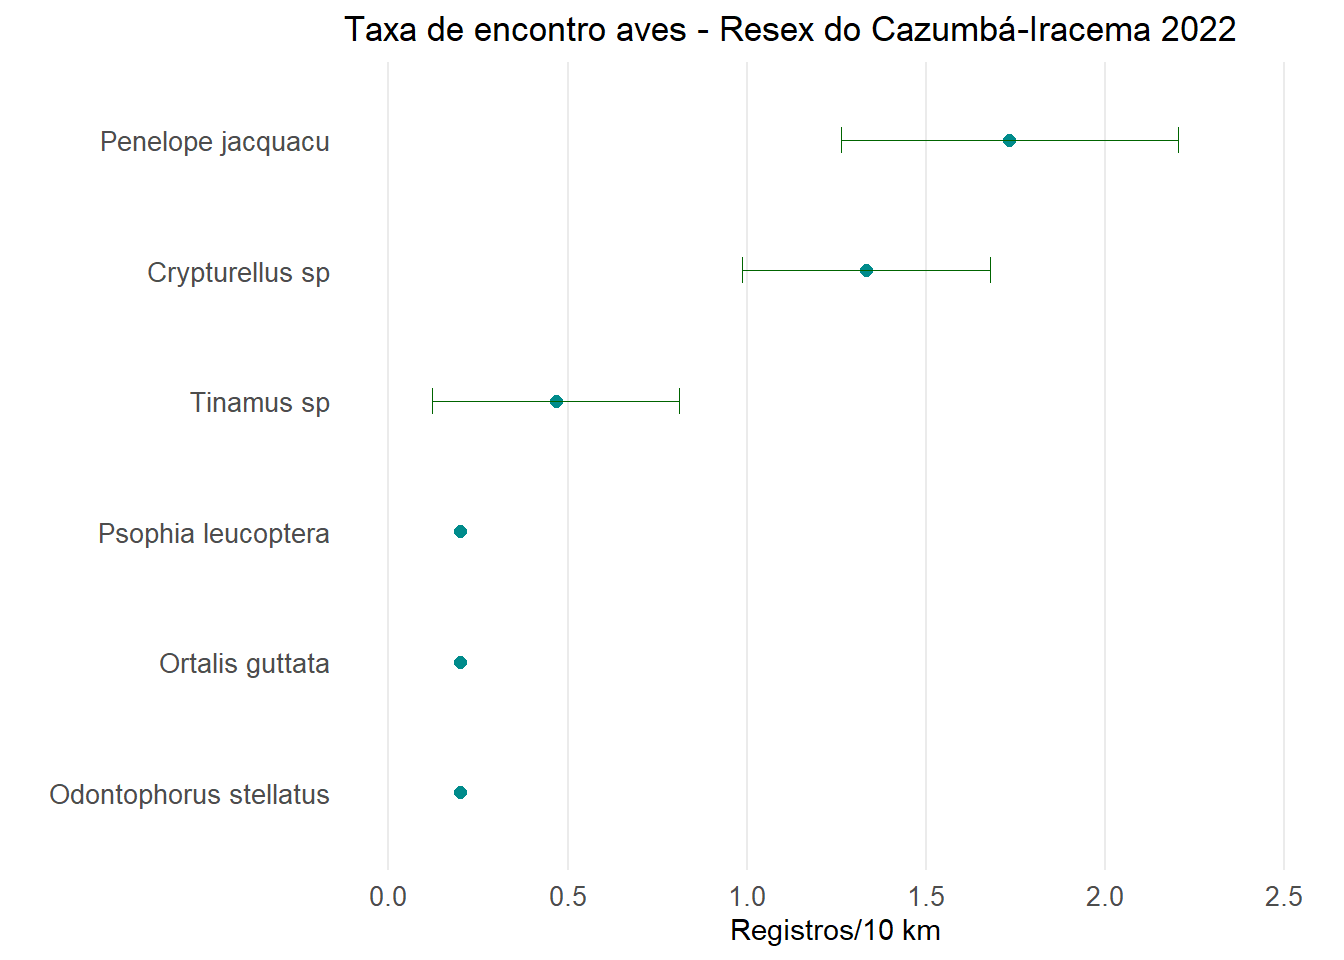 Taxa de encontro aves - Resex do Cazumbá-Iracema 2022
Penelope jacquacu
Crypturellus sp
Tinamus sp
Psophia leucoptera
Ortalis guttata
Odontophorus stellatus
0.0 0.5 1.0 1.5 2.0 2.5
Registros/10 km